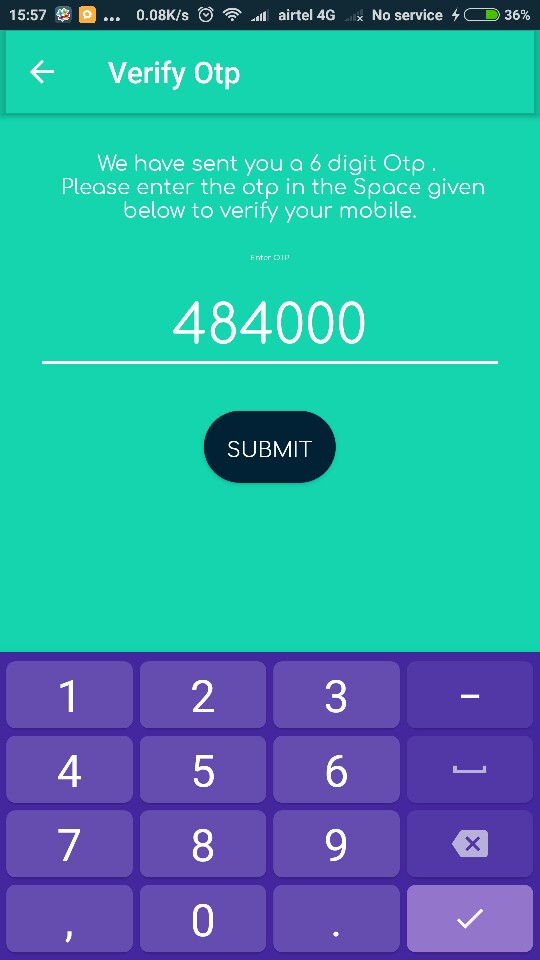 15:57 ... 0.08K/s airtel 4G No service 36%
Verify Otp
We have sent you a 6 digit Otp .
Please enter the otp in the Space given
below to verify your mobile.
Enter OTP
484000
SUBMIT
1 2 3 -
4 5 6
7 8 9
, 0 .